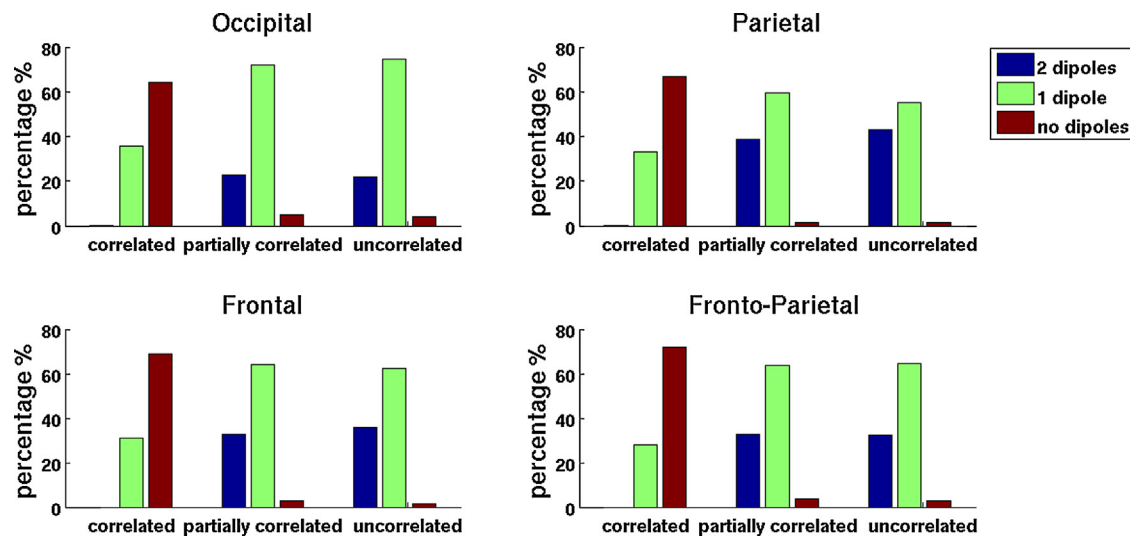 Occipital
percentage %
80
60
40
20
0
correlated partially correlated uncorrelated
Parietal
percentage %
80
60
40
20
0
correlated partially correlated uncorrelated
2 dipoles
1 dipole
no dipoles
Frontal
percentage %
80
60
40
20
0
correlated partially correlated uncorrelated
Fronto-Parietal
percentage %
80
60
40
20
0
correlated partially correlated uncorrelated